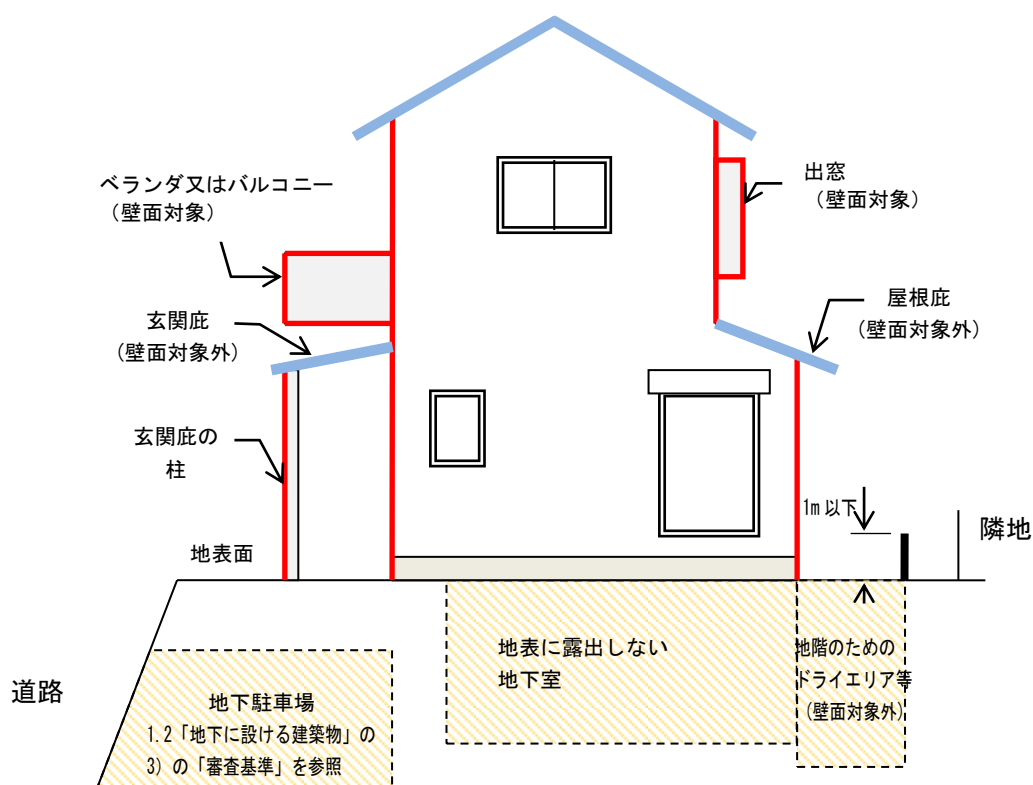 ベランダ又はバルコニー
（壁面対象）
出窓
（壁面対象）
玄関庇
（壁面対象外）
屋根庇
（壁面対象外）
玄関庇の
柱
1m以下
隣地
地表面
地表に露出しない
地下室
地階のための
ドライエリア等
（壁面対象外）
道路
地下駐車場
1.2「地下に設ける建築物」の
3）の「審査基準」を参照